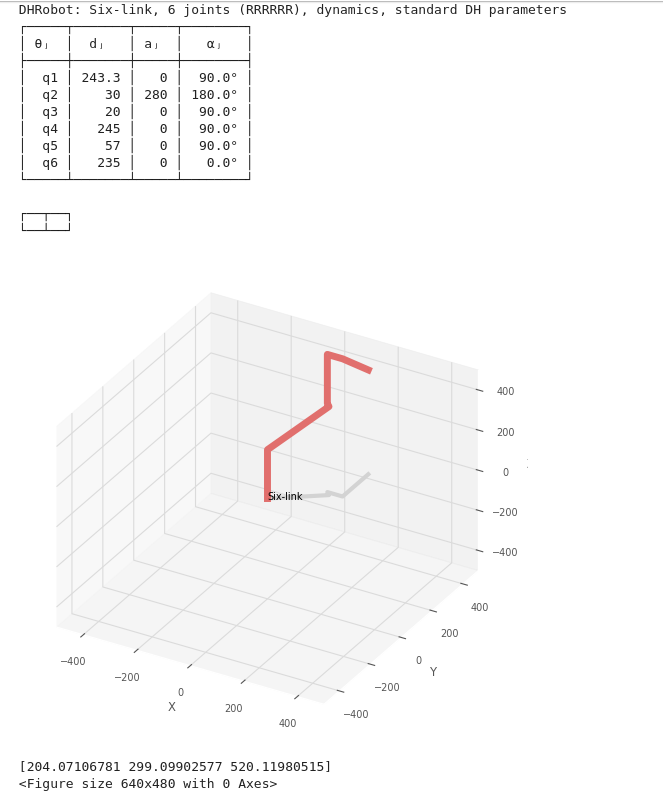 DHRobot: Six-link, 6 joints (RRRRRR), dynamics, standard DH parameters
θⱼ dⱼ aⱼ αⱼ
q1 243.3 0 90.0°
q2 30 280 180.0°
q3 20 0 90.0°
q4 245 0 90.0°
q5 57 0 90.0°
q6 235 0 0.0°
400
200
0
−200
−400
Six-link
400
200
0
−200
−400
Y
−400
−200
0
200
400
X
[204.07106781 299.09902577 520.11980515]
<Figure size 640x480 with 0 Axes>